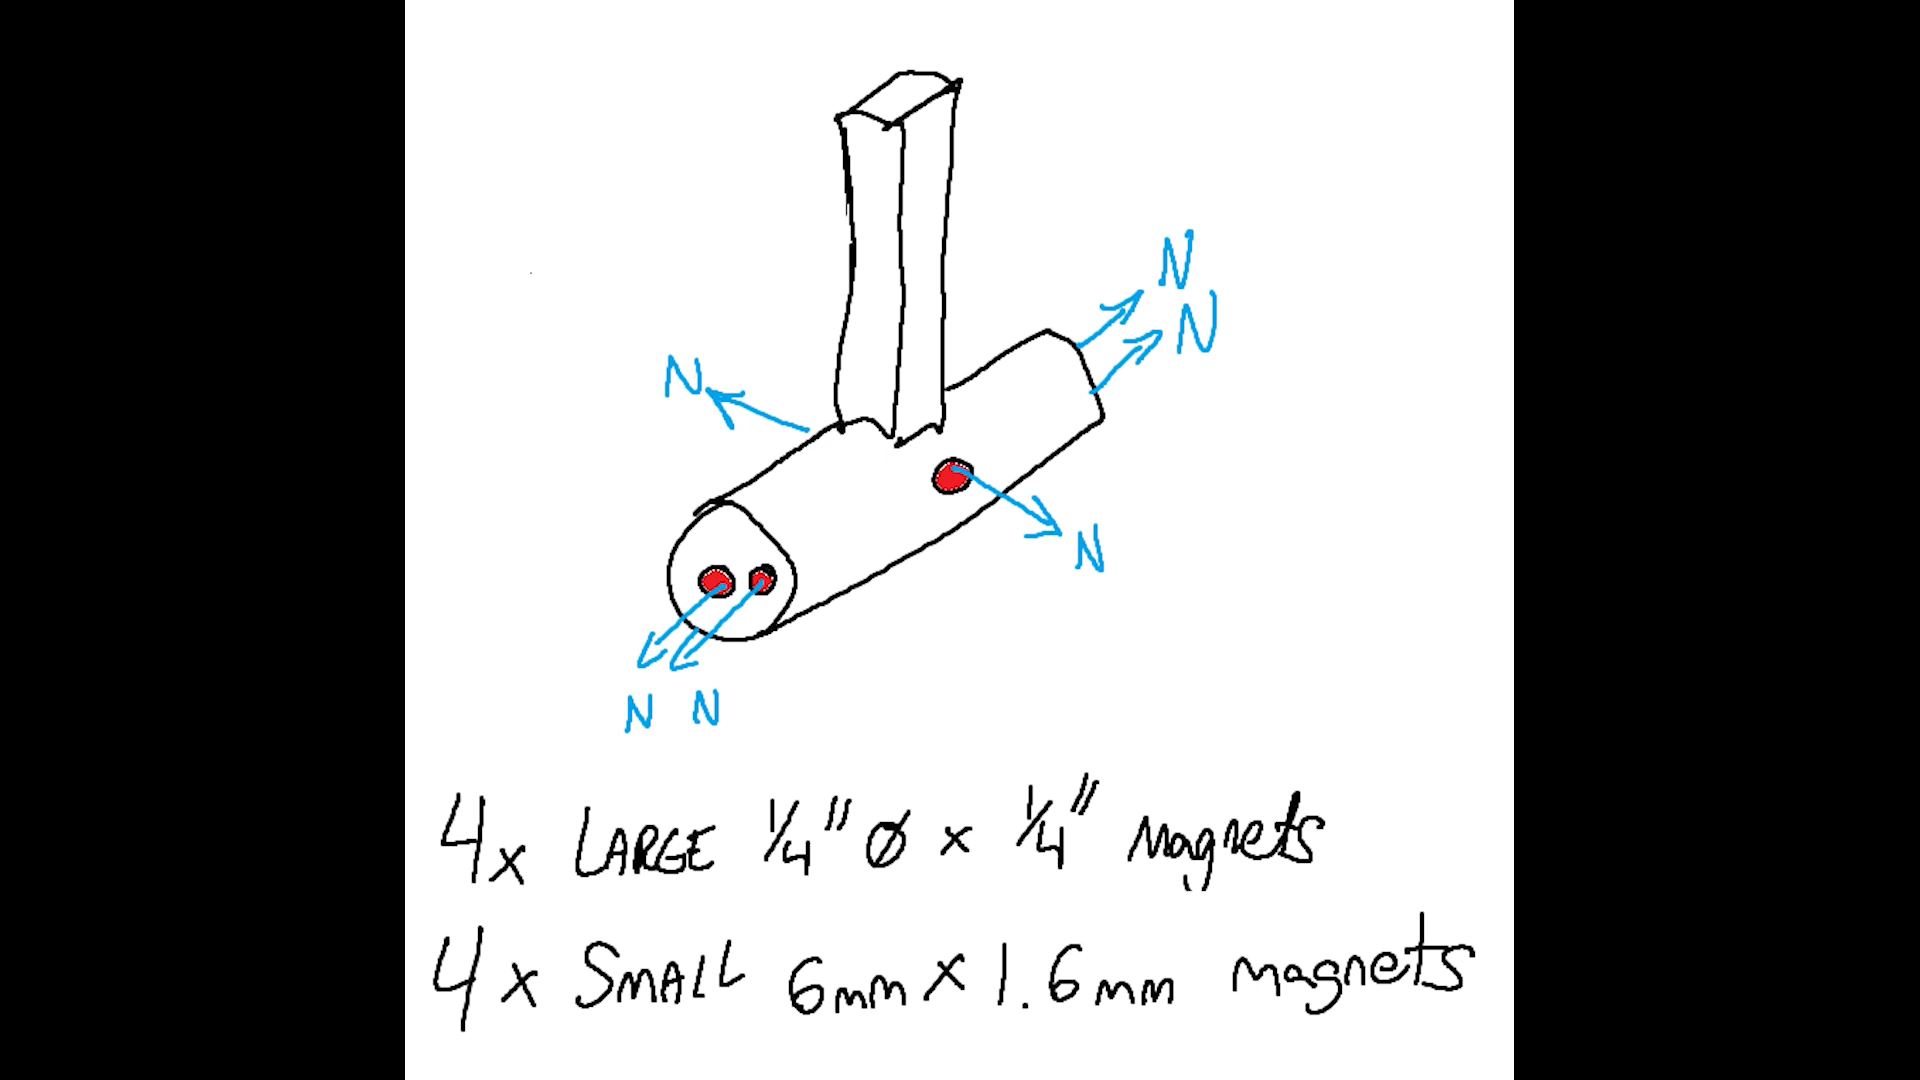 N
N
N
N
N N
4x LARGE 1/4" Ø x 1/4" Magnets
4x SMALL 6mm x 1.6mm magnets